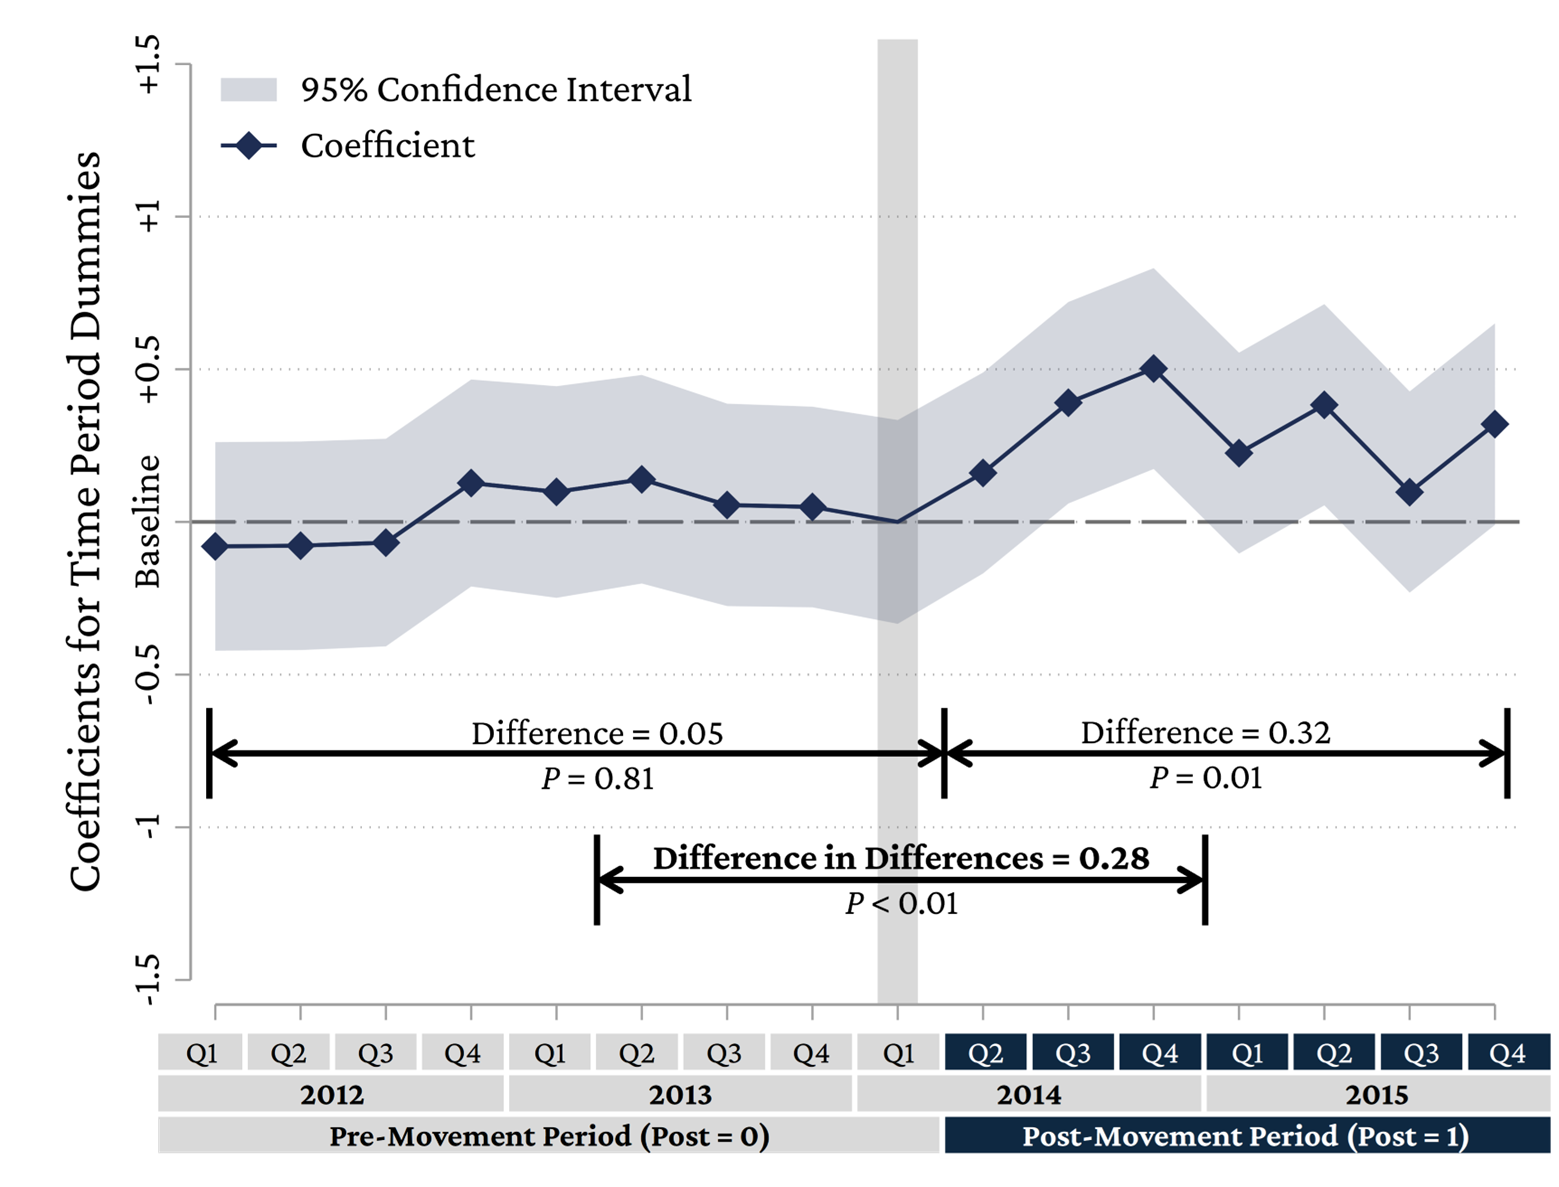 Coefficients for Time Period Dummies
+1.5
+1
+0.5
Baseline
-0.5
-1
-1.5
95% Confidence Interval
Coefficient
Difference = 0.05
P = 0.81
Difference = 0.32
P = 0.01
Difference in Differences = 0.28
P < 0.01
Q1 Q2 Q3 Q4 Q1 Q2 Q3 Q4 Q1 Q2 Q3 Q4 Q1 Q2 Q3 Q4
2012 2013 2014 2015
Pre-Movement Period (Post = 0) Post-Movement Period (Post = 1)